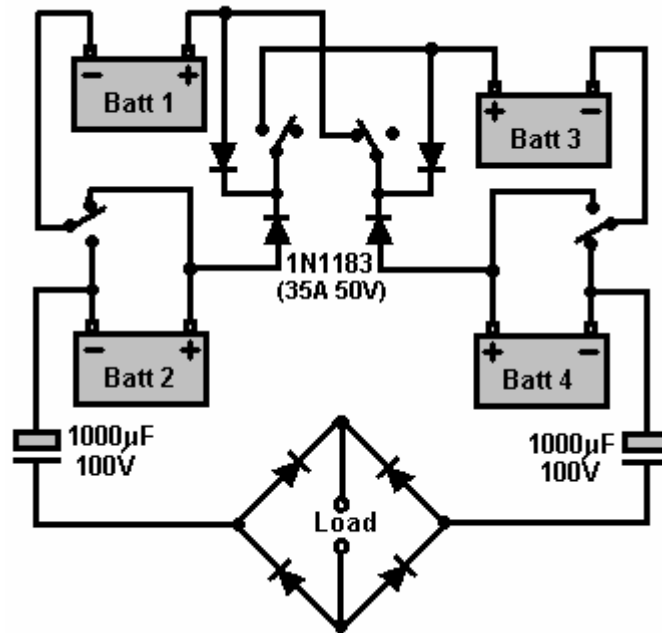 - +
Batt 1
+ -
Batt 3
1N1183
(35A 50V)
- +
Batt 2
+ -
Batt 4
1000µF
100V
1000µF
100V
Load